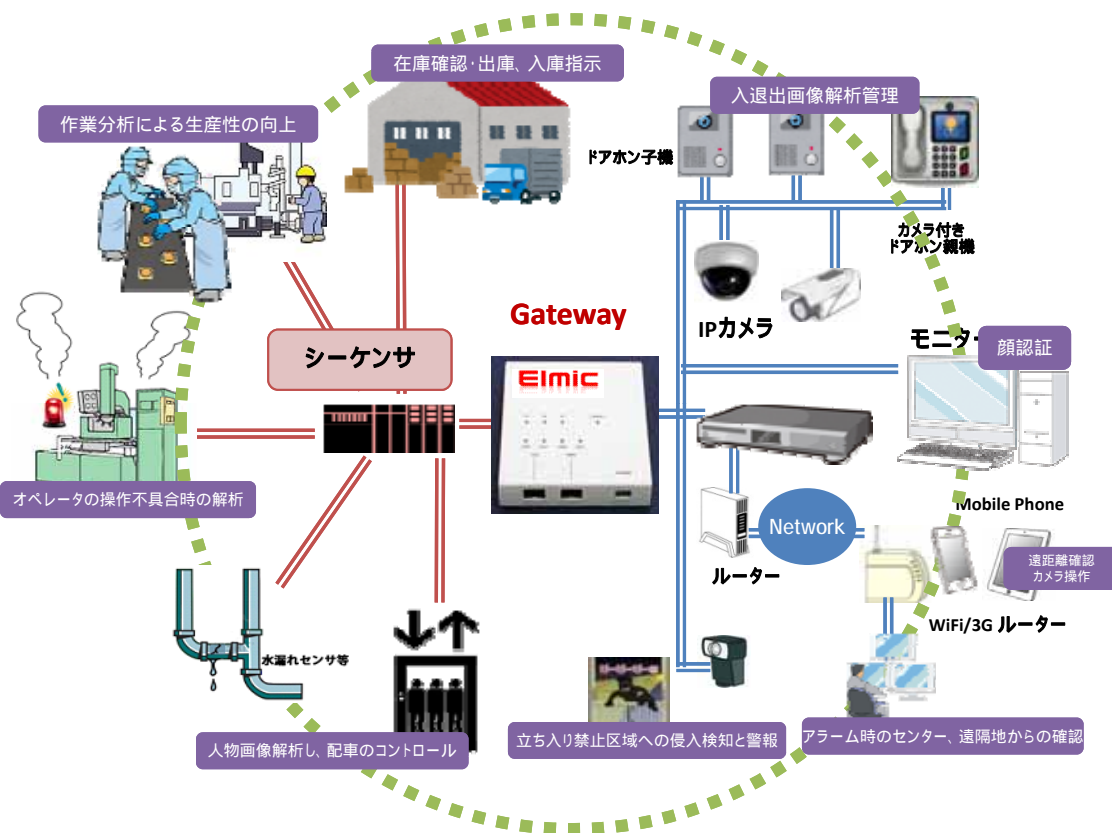 在庫確認・出庫、入庫指示
入退出画像解析管理
作業分析による生産性の向上
ドアホン子機
カメラ付き
ドアホン親機
Gateway
IPカメラ
モニター
顔認証
シーケンサ
Elmic
オペレータの操作不具合時の解析
Mobile Phone
Network
遠距離確認
カメラ操作
ルーター
WiFi/3G ルーター
水漏れセンサ等
人物画像解析し、配車のコントロール
立ち入り禁止区域への侵入検知と警報
アラーム時のセンター、遠隔地からの確認